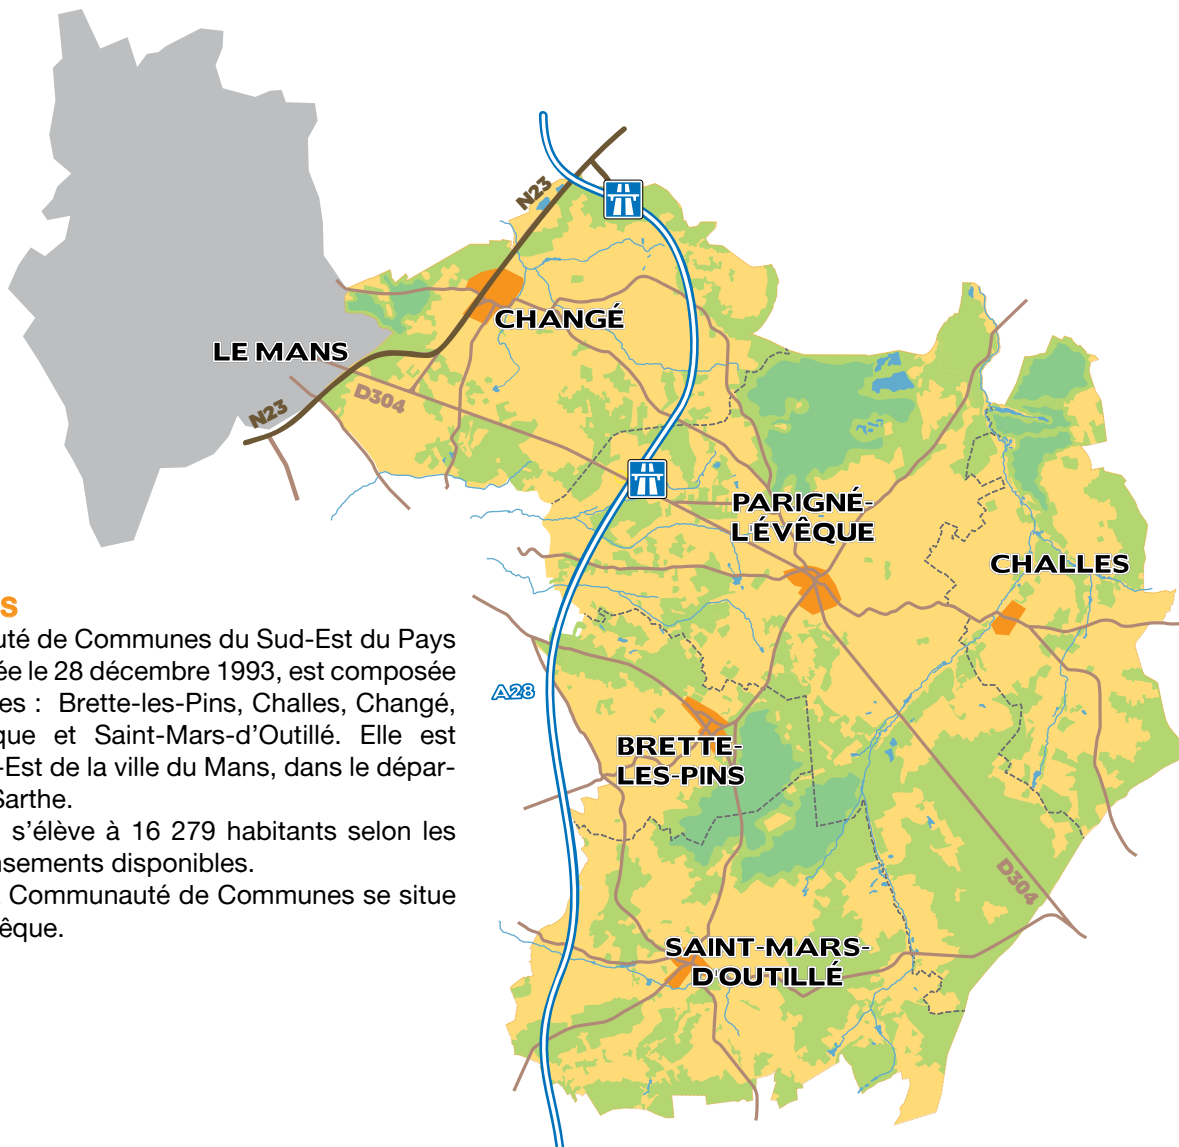 N23
CHANGÉ
LE MANS
D304
N23
PARIGNÉ-
L'ÉVÊQUE
CHALLES
A28
BRETTE-
LES-PINS
D304
SAINT-MARS-
D'OUTILLÉ
s
uté de Communes du Sud-Est du Pays
ée le 28 décembre 1993, est composée
es : Brette-les-Pins, Challes, Changé,
que et Saint-Mars-d’Outillé. Elle est
-Est de la ville du Mans, dans le dépar-
Sarthe.
s’élève à 16 279 habitants selon les
nsements disponibles.
Communauté de Communes se situe
êque.